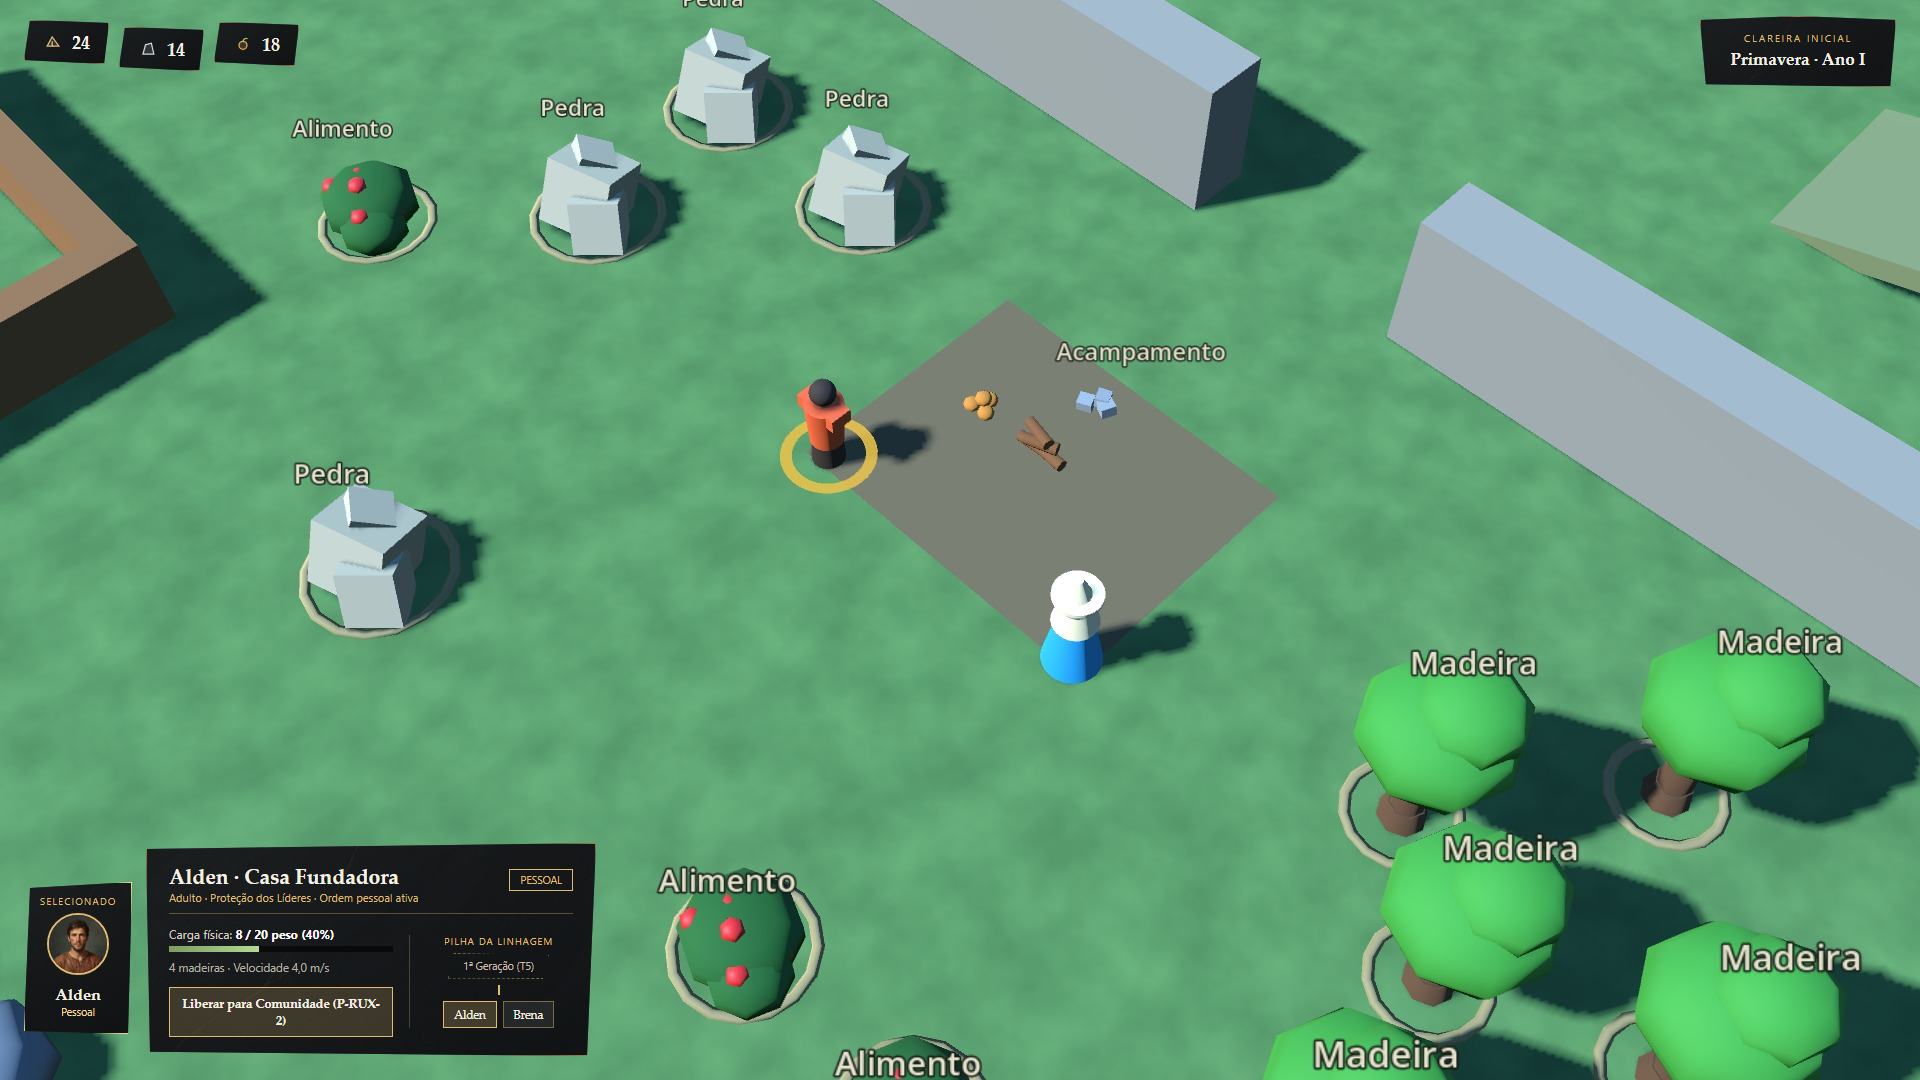 24
14
18
CLAREIRA INICIAL
Primavera · Ano I
Pedra
Pedra
Pedra
Alimento
Acampamento
Pedra
Madeira
Madeira
Madeira
Alimento
Madeira
Alimento
Madeira
SELECIONADO
Alden
Pessoal
Alden · Casa Fundadora
PESSOAL
Adulto · Proteção dos Líderes · Ordem pessoal ativa
Carga física: 8 / 20 peso (40%)
4 madeiras · Velocidade 4,0 m/s
Liberar para Comunidade (P-RUX-
2)
PILHA DA LINHAGEM
1ª Geração (T5)
Alden
Brena